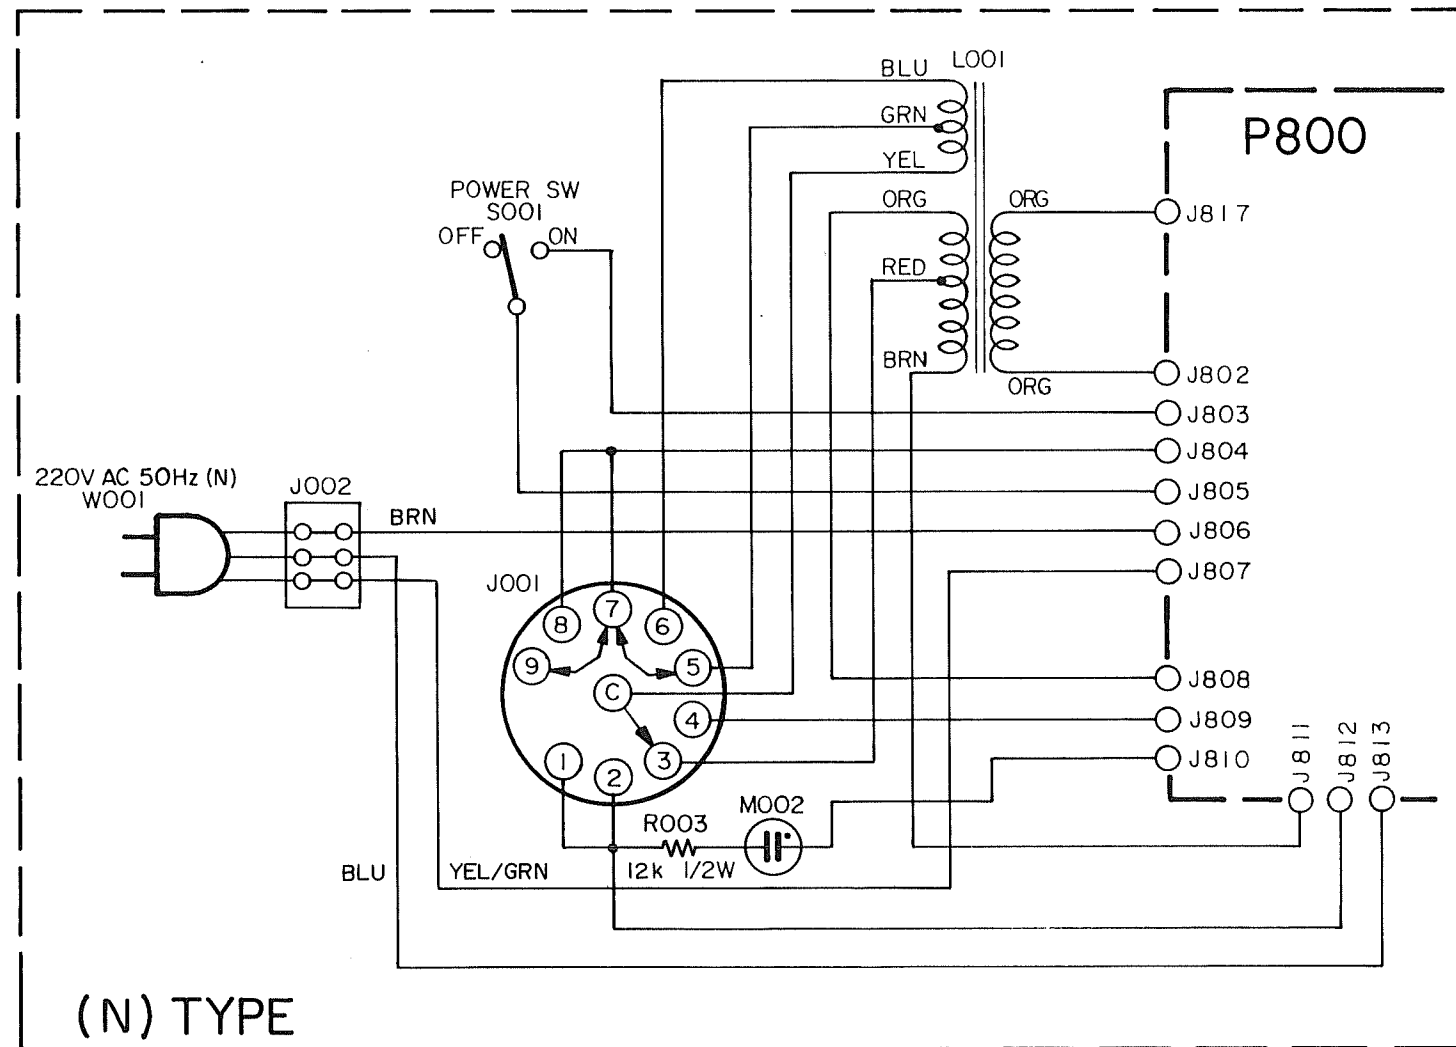 L001
BLU
GRN
P800
YEL
POWER SW
S001
ORG
ORG
J817
OFF
ON
RED
BRN
J802
ORG
J803
J804
220V AC 50Hz (N)
W001
J002
J805
BRN
J806
J807
J001
7
8
6
9
5
C
J808
4
J809
1
2
3
J810
J811
J812
J813
M002
R003
12k 1/2W
BLU
YEL/GRN
(N) TYPE